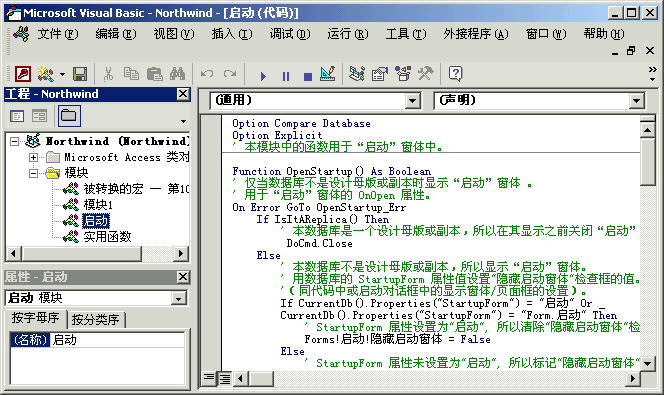 Microsoft Visual Basic - Northwind - [启动 (代码)]
文件(F) 编辑(E) 视图(V) 插入(I) 调试(D) 运行(R) 工具(T) 外接程序(A) 窗口(W) 帮助(H)
工程 - Northwind
Northwind (Northwind)
Microsoft Access 类对
模块
被转换的宏 — 第10
模块1
启动
实用函数
属性 - 启动
启动 模块
按字母序 按分类序
(名称) 启动
(通用) (声明)
Option Compare Database
Option Explicit
' 本模块中的函数用于“启动”窗体中。
Function OpenStartup() As Boolean
' 仅当数据库不是设计母版或副本时显示“启动”窗体 。
' 用于“启动”窗体的 OnOpen 属性。
On Error GoTo OpenStartup_Err
If IsItAReplica() Then
' 本数据库是一个设计母版或副本,所以在其显示之前关闭“启动”
DoCmd.Close
Else
' 本数据库不是设计母版或副本,所以显示“启动”窗体。
' 用数据库的 StartupForm 属性值设置“隐藏启动窗体”检查框的值。
' (同代码中或启动对话框中的显示窗体/页面框的设置)。
If CurrentDb().Properties("StartupForm") = "启动" Or _
CurrentDb().Properties("StartupForm") = "Form.启动" Then
' StartupForm 属性设置为"启动", 所以清除"隐藏启动窗体"检
Forms!启动!隐藏启动窗体 = False
Else
' StartupForm 属性未设置为"启动", 所以标记"隐藏启动窗体"